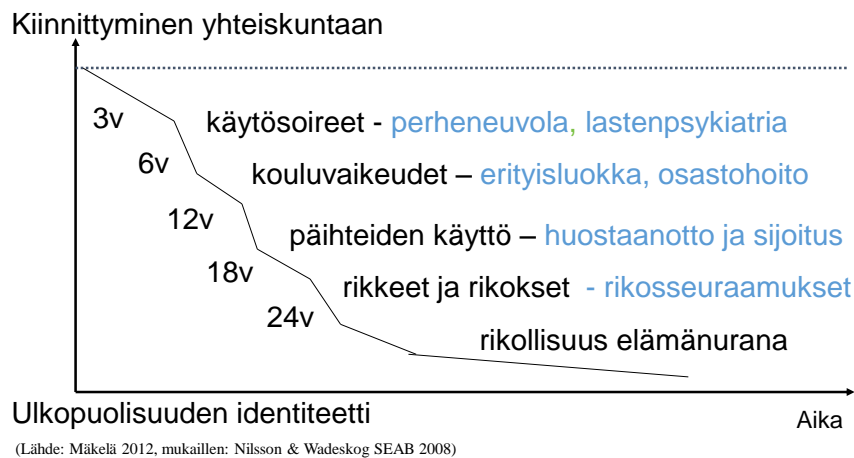 Kiinnittyminen yhteiskuntaan
3v
käytösoireet - perheneuvola, lastenpsykiatria
6v
kouluvaikeudet – erityisluokka, osastohoito
12v
päihteiden käyttö – huostaanotto ja sijoitus
18v
rikkeet ja rikokset - rikosseuraamukset
24v
rikollisuus elämänurana
Ulkopuolisuuden identiteetti
Aika
(Lähde: Mäkelä 2012, mukaillen: Nilsson & Wadeskog SEAB 2008)